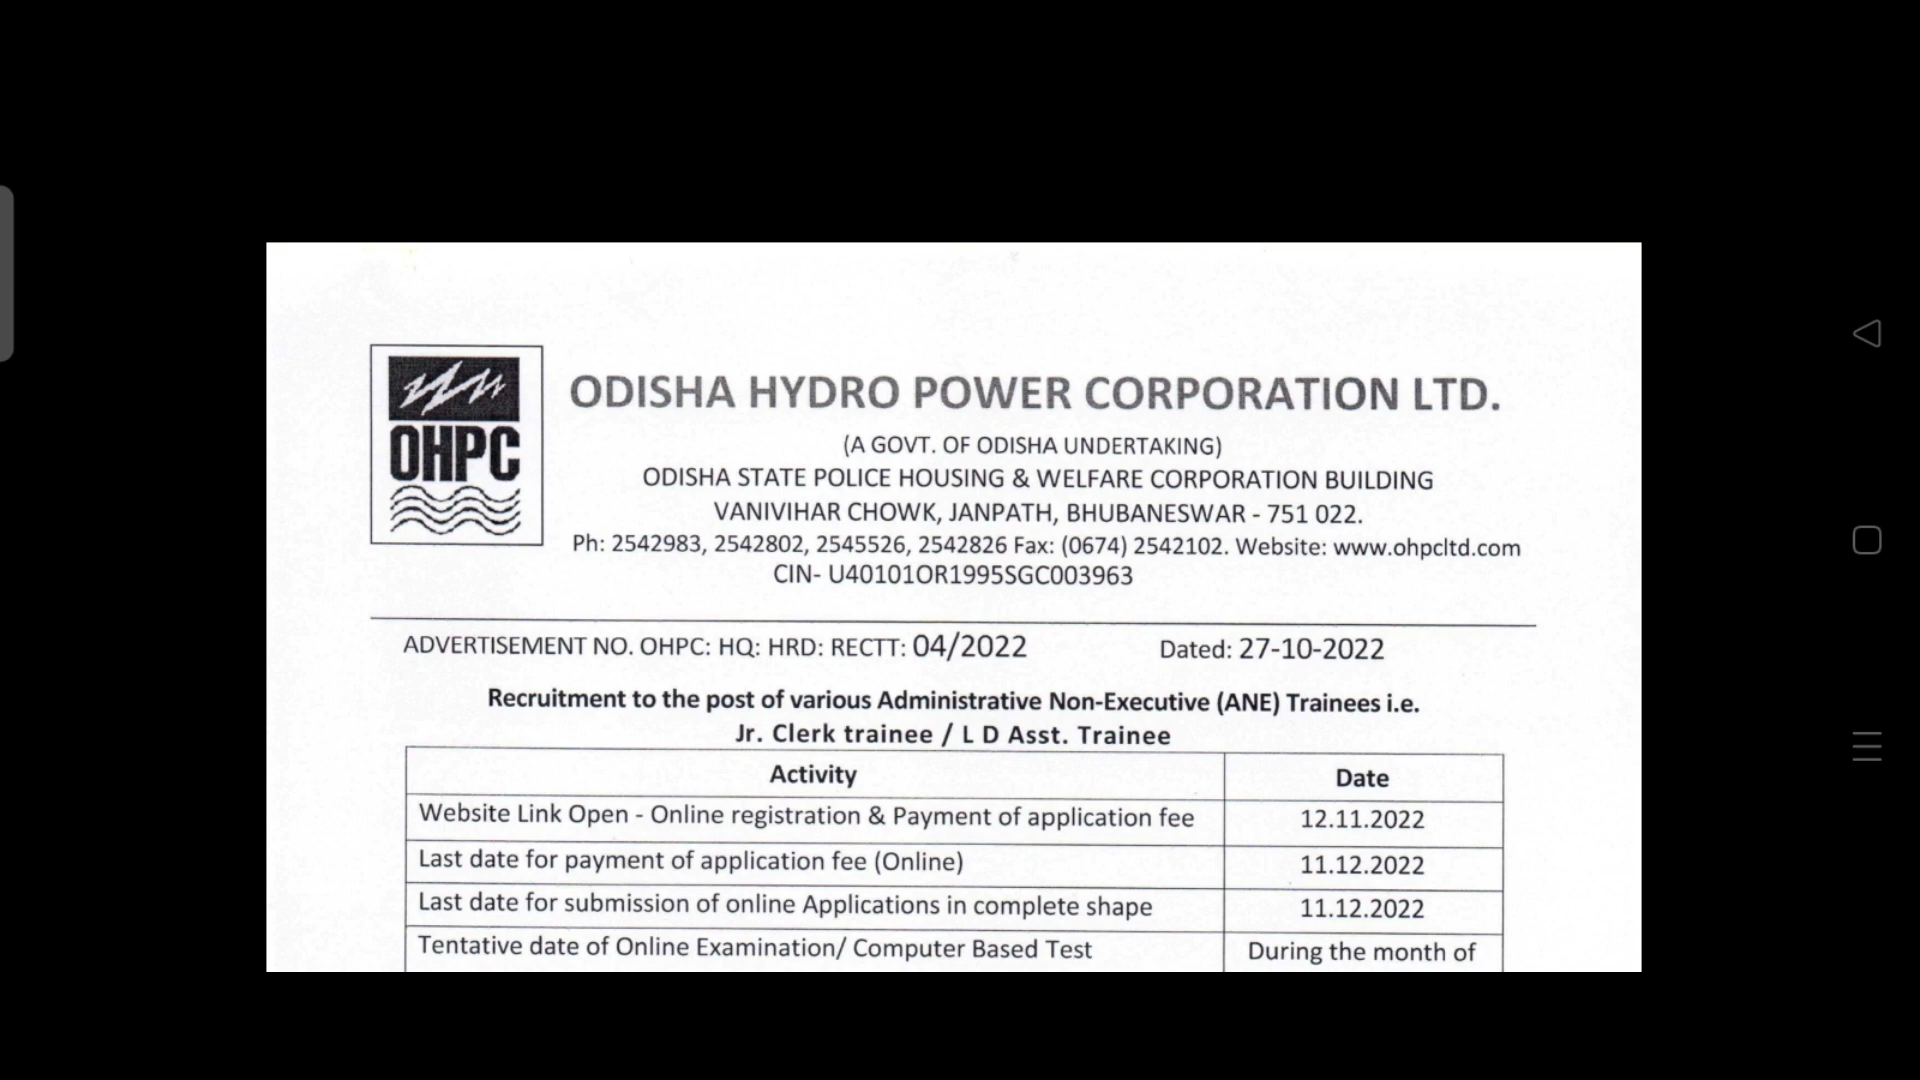 OHPC
ODISHA HYDRO POWER CORPORATION LTD.
(A GOVT. OF ODISHA UNDERTAKING)
ODISHA STATE POLICE HOUSING & WELFARE CORPORATION BUILDING
VANIVIHAR CHOWK, JANPATH, BHUBANESWAR - 751 022.
Ph: 2542983, 2542802, 2545526, 2542826 Fax: (0674) 2542102. Website: www.ohpcltd.com
CIN- U40101OR1995SGC003963
ADVERTISEMENT NO. OHPC: HQ: HRD: RECTT: 04/2022 Dated: 27-10-2022
Recruitment to the post of various Administrative Non-Executive (ANE) Trainees i.e.
Jr. Clerk trainee / L D Asst. Trainee
Activity Date
Website Link Open - Online registration & Payment of application fee 12.11.2022
Last date for payment of application fee (Online) 11.12.2022
Last date for submission of online Applications in complete shape 11.12.2022
Tentative date of Online Examination/ Computer Based Test During the month of